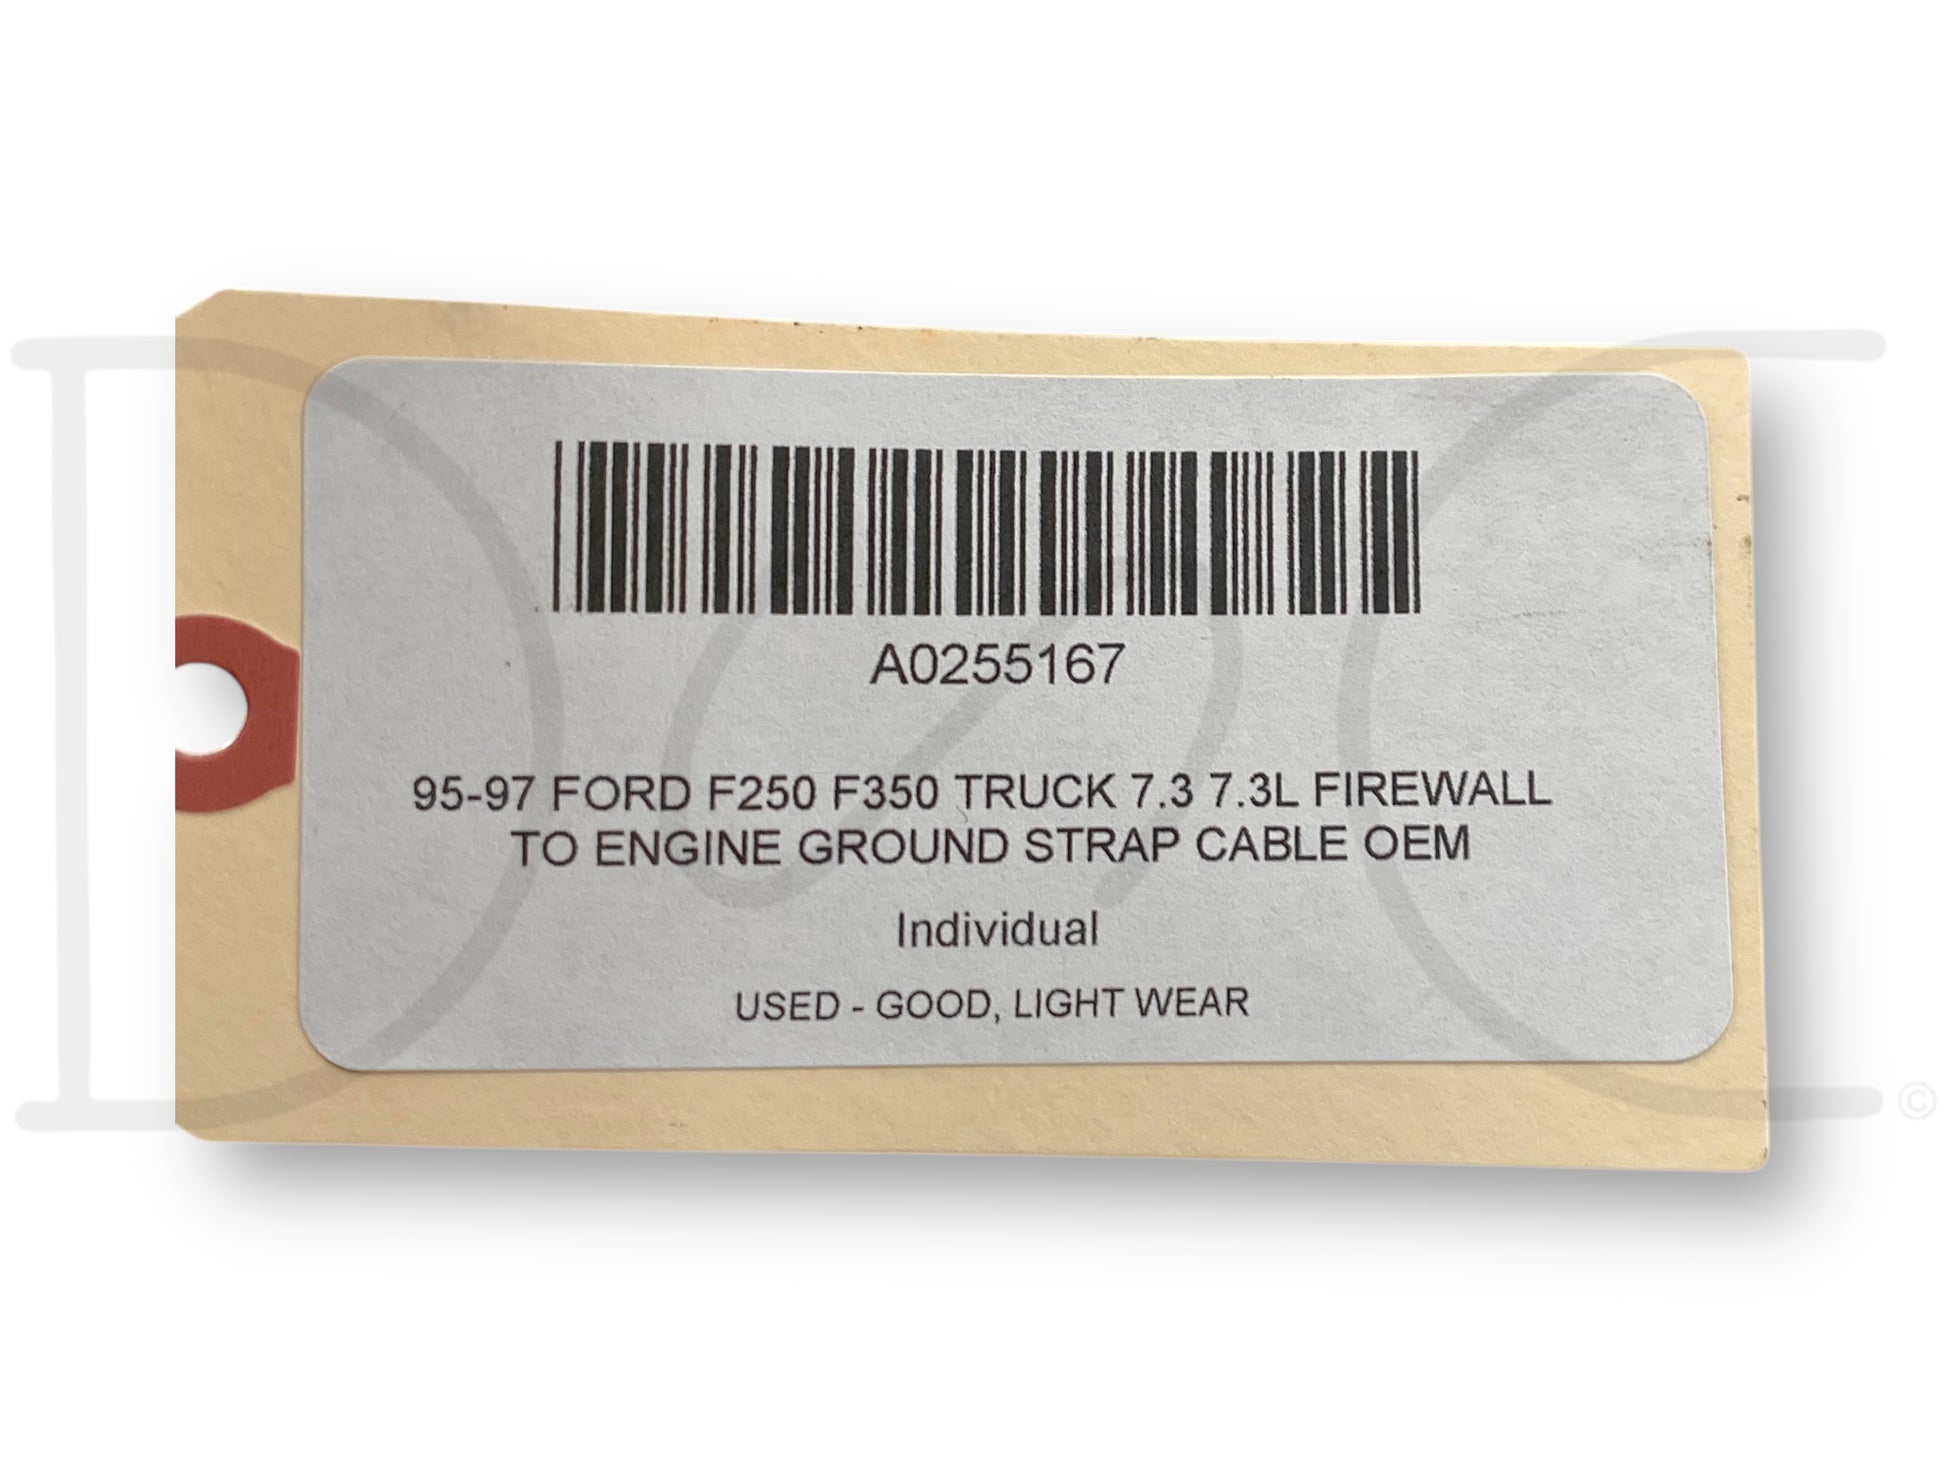 A0255167
95-97 FORD F250 F350 TRUCK 7.3 7.3L FIREWALL
TO ENGINE GROUND STRAP CABLE OEM
Individual
USED - GOOD, LIGHT WEAR
©